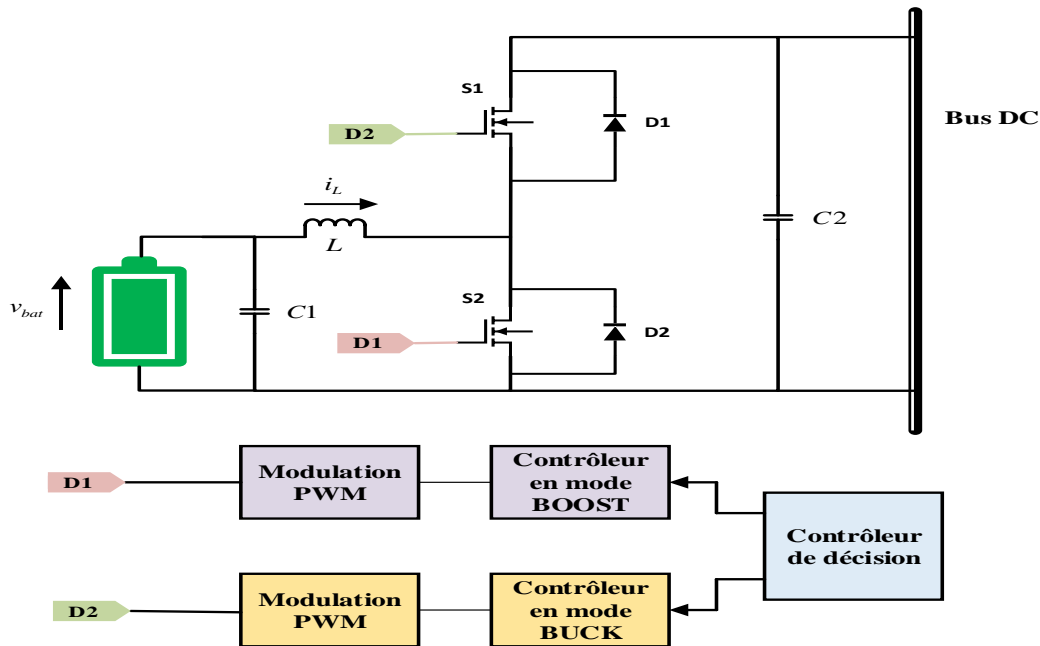 S1
D2
D1
Bus DC
i_L
L
C2
v_bat
C1
S2
D1
D2
D1
Modulation
PWM
Contrôleur
en mode
BOOST
Contrôleur
de décision
D2
Modulation
PWM
Contrôleur
en mode
BUCK